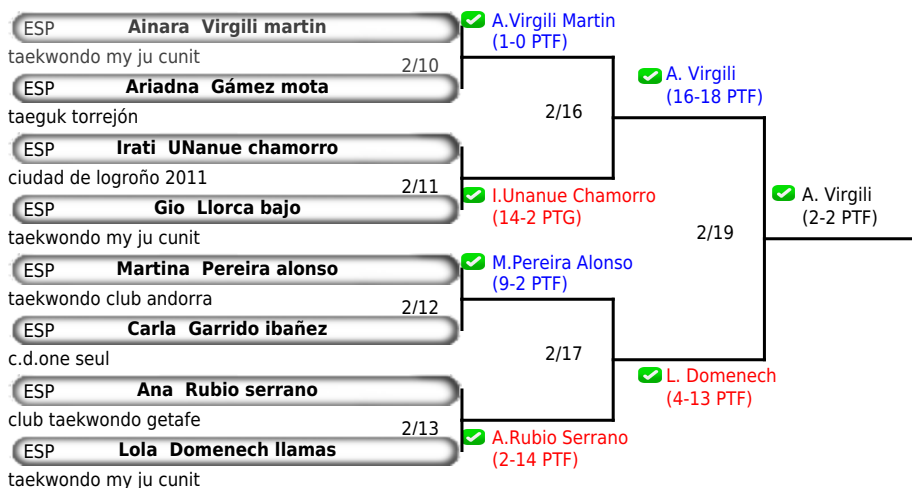 ESP Ainara Virgili martin
taekwondo my ju cunit
2/10
ESP Ariadna Gámez mota
taeguk torrejón
ESP Irati UNanue chamorro
ciudad de logroño 2011
2/11
ESP Gio Llorca bajo
taekwondo my ju cunit
ESP Martina Pereira alonso
taekwondo club andorra
2/12
ESP Carla Garrido ibañez
c.d.one seul
ESP Ana Rubio serrano
club taekwondo getafe
2/13
ESP Lola Domenech llamas
taekwondo my ju cunit
A.Virgili Martin
(1-0 PTF)
2/16
I.Unanue Chamorro
(14-2 PTG)
M.Pereira Alonso
(9-2 PTF)
2/17
A.Rubio Serrano
(2-14 PTF)
A. Virgili
(16-18 PTF)
2/19
L. Domenech
(4-13 PTF)
A. Virgili
(2-2 PTF)